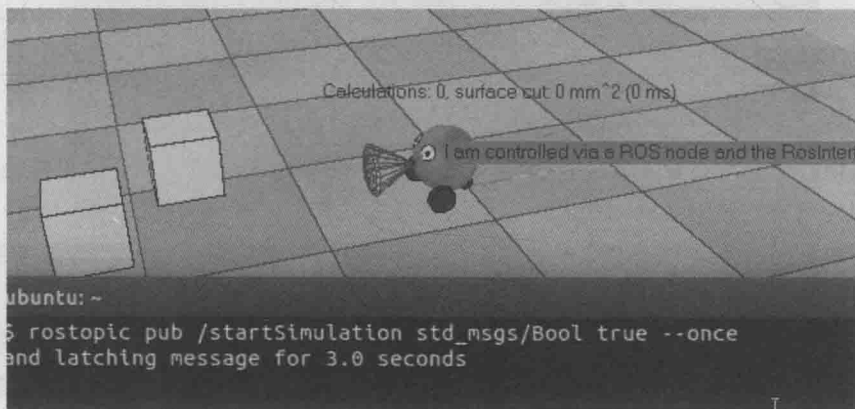 Calculations: 0, surface cut: 0 mm^2 (0 ms)
I am controlled via a ROS node and the RosInter
ubuntu: ~
$ rostopic pub /startSimulation std_msgs/Bool true --once
and latching message for 3.0 seconds